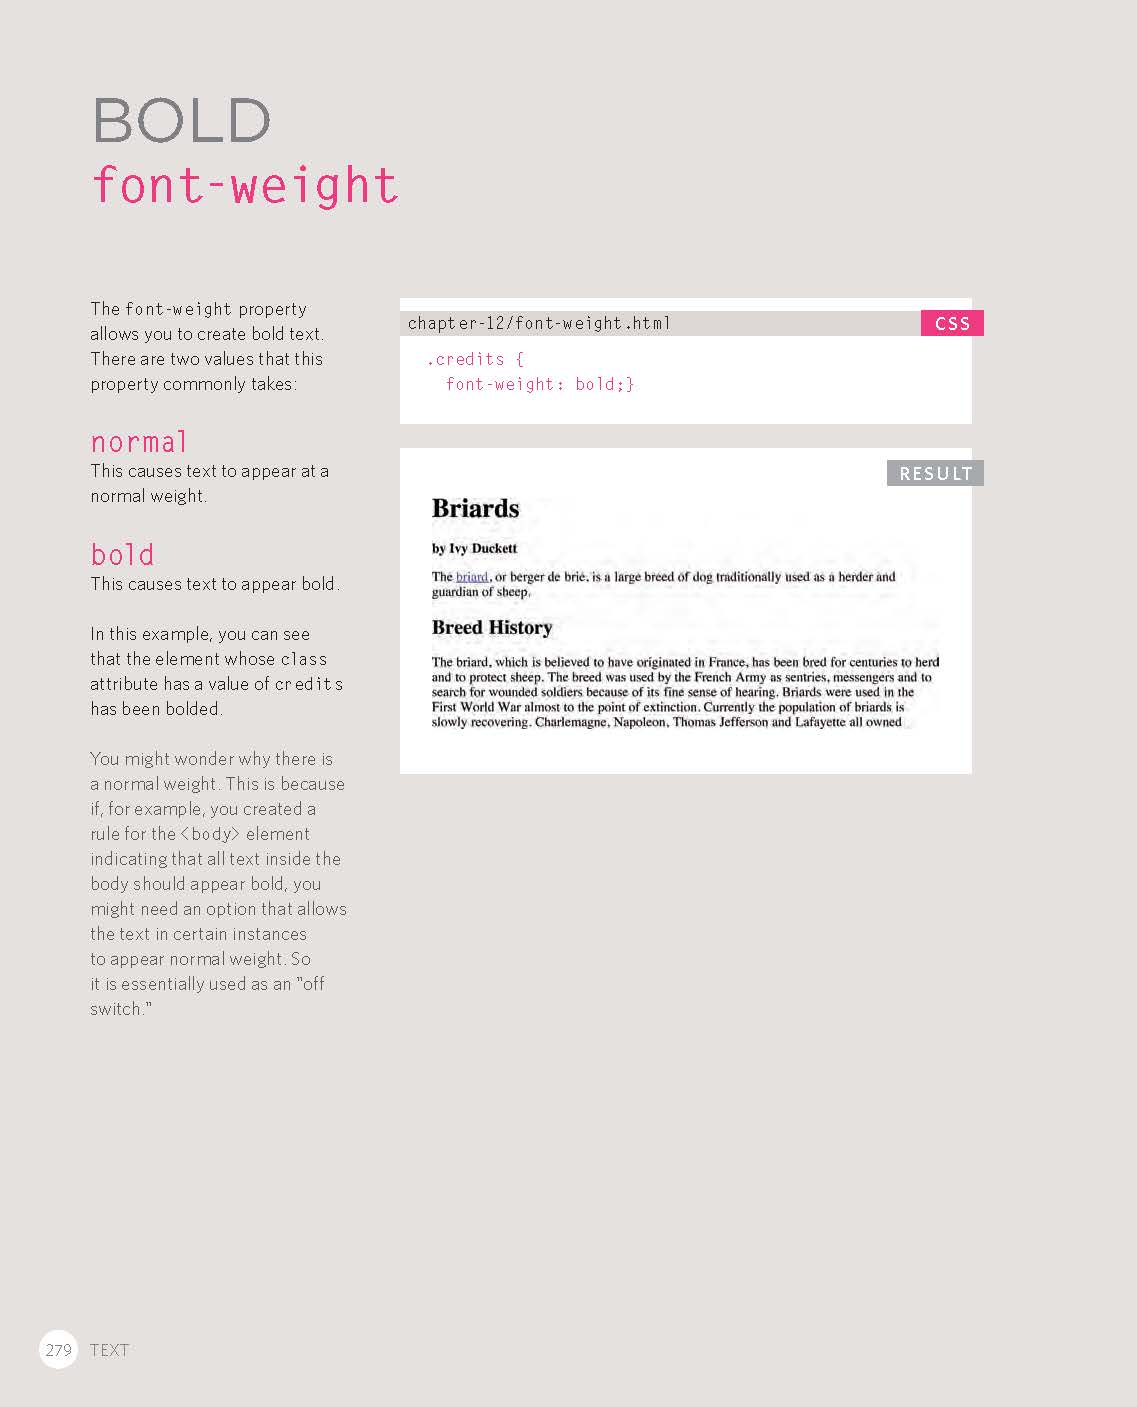 BOLD
font-weight
The font-weight property
allows you to create bold text.
There are two values that this
property commonly takes:
normal
This causes text to appear at a
normal weight.
bold
This causes text to appear bold.
In this example, you can see
that the element whose class
attribute has a value of credits
has been bolded.
You might wonder why there is
a normal weight. This is because
if, for example, you created a
rule for the <body> element
indicating that all text inside the
body should appear bold, you
might need an option that allows
the text in certain instances
to appear normal weight. So
it is essentially used as an "off
switch."
chapter-12/font-weight.html
CSS
.credits {
font-weight: bold;}
RESULT
Briards
by Ivy Duckett
The briard, or berger de brie, is a large breed of dog traditionally used as a herder and
guardian of sheep.
Breed History
The briard, which is believed to have originated in France, has been bred for centuries to herd
and to protect sheep. The breed was used by the French Army as sentries, messengers and to
search for wounded soldiers because of its fine sense of hearing. Briards were used in the
First World War almost to the point of extinction. Currently the population of briards is
slowly recovering. Charlemagne, Napoleon, Thomas Jefferson and Lafayette all owned
279 TEXT